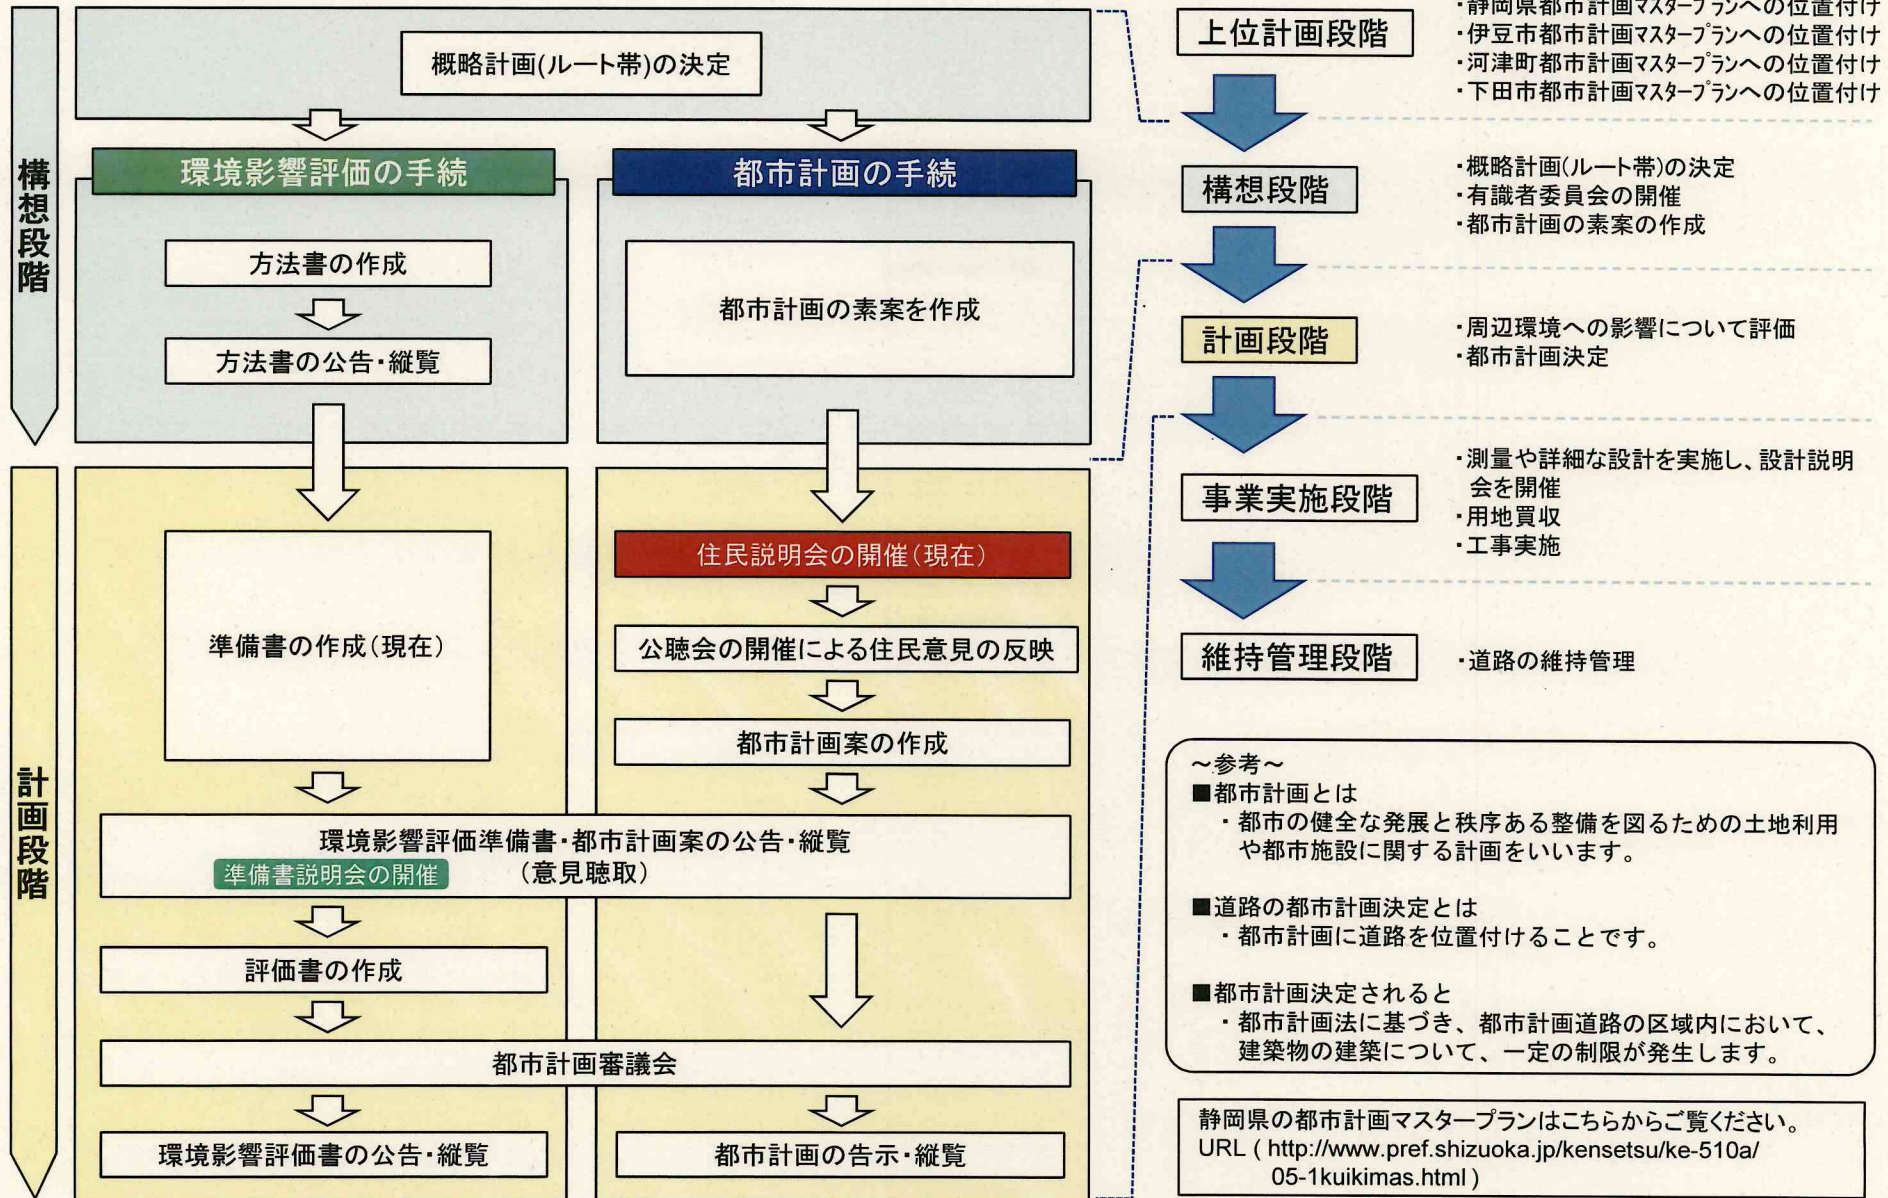 構想段階
概略計画(ルート帯)の決定
環境影響評価の手続
方法書の作成
方法書の公告・縦覧
都市計画の手続
都市計画の素案を作成
計画段階
準備書の作成(現在)
住民説明会の開催(現在)
公聴会の開催による住民意見の反映
都市計画案の作成
環境影響評価準備書・都市計画案の公告・縦覧
準備書説明会の開催 (意見聴取)
評価書の作成
都市計画審議会
環境影響評価書の公告・縦覧
都市計画の告示・縦覧
上位計画段階
・静岡県都市計画マスタープランへの位置付け
・伊豆市都市計画マスタープランへの位置付け
・河津町都市計画マスタープランへの位置付け
・下田市都市計画マスタープランへの位置付け
構想段階
・概略計画(ルート帯)の決定
・有識者委員会の開催
・都市計画の素案の作成
計画段階
・周辺環境への影響について評価
・都市計画決定
事業実施段階
・測量や詳細な設計を実施し、設計説明
会を開催
・用地買収
・工事実施
維持管理段階
・道路の維持管理
～参考～
■都市計画とは
・都市の健全な発展と秩序ある整備を図るための土地利用
や都市施設に関する計画をいいます。
■道路の都市計画決定とは
・都市計画に道路を位置付けることです。
■都市計画決定されると
・都市計画法に基づき、都市計画道路の区域内において、
建築物の建築について、一定の制限が発生します。
静岡県の都市計画マスタープランはこちらからご覧ください。
URL ( http://www.pref.shizuoka.jp/kensetsu/ke-510a/
05-1kuikimas.html )